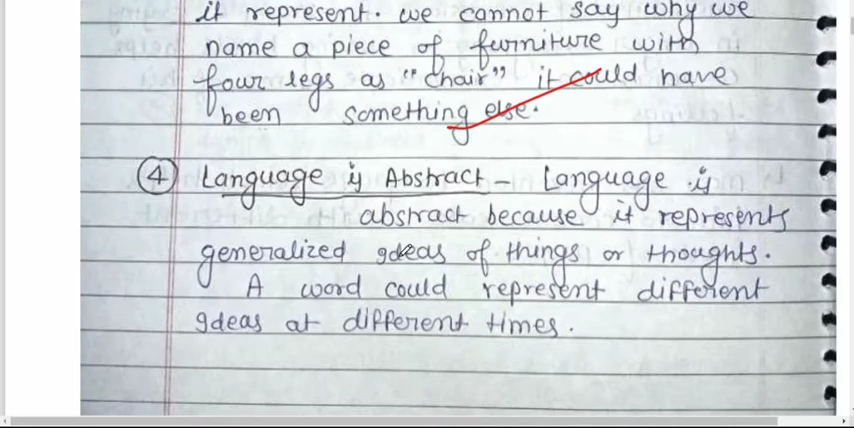 it represent. we cannot say why we
name a piece of furniture with
four legs as "chair" it could have
been something else.
4 Language is Abstract - Language is
abstract because it represents
generalized ideas of things or thoughts.
A word could represent different
ideas at different times.